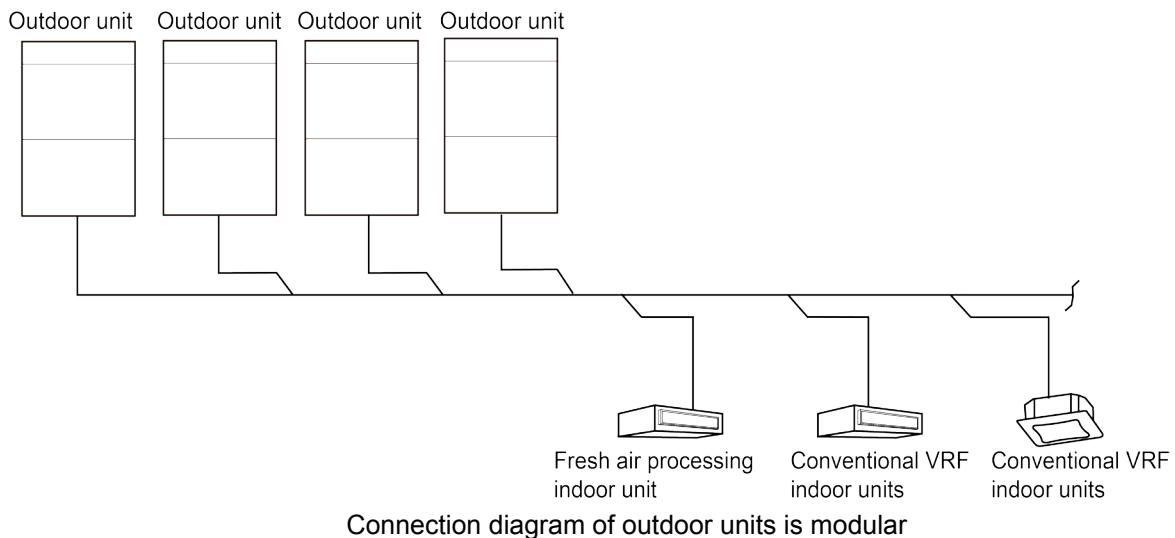 Outdoor unit Outdoor unit Outdoor unit Outdoor unit
Fresh air processing
indoor unit
Conventional VRF
indoor units
Conventional VRF
indoor units
Connection diagram of outdoor units is modular